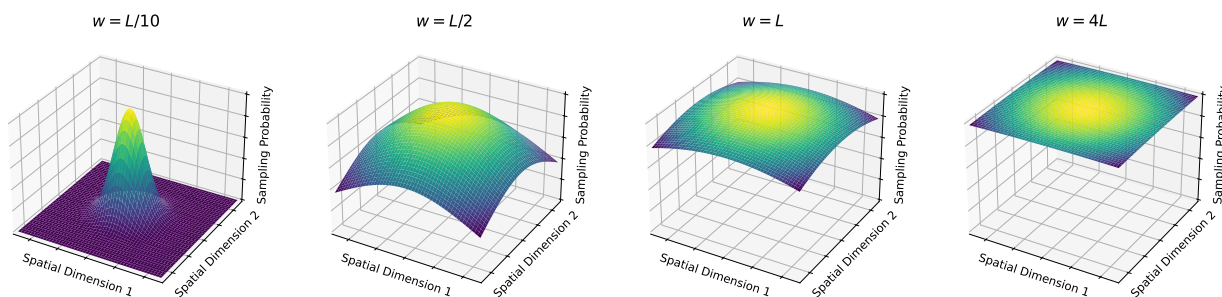 w = L/10
Sampling Probability
Spatial Dimension 1
Spatial Dimension 2
w = L/2
Sampling Probability
Spatial Dimension 1
Spatial Dimension 2
w = L
Sampling Probability
Spatial Dimension 1
Spatial Dimension 2
w = 4L
Sampling Probability
Spatial Dimension 1
Spatial Dimension 2